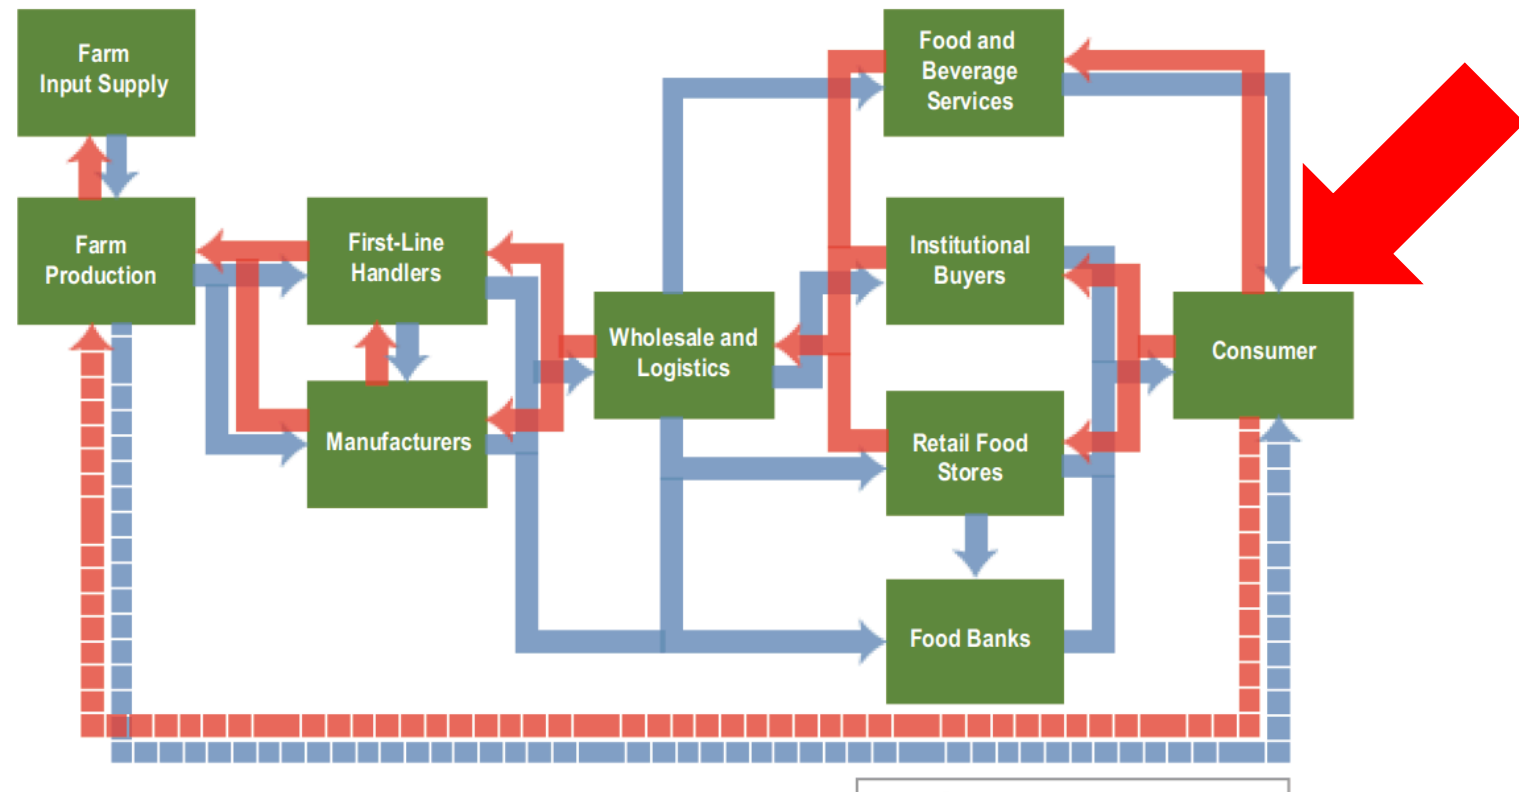 Farm
Input Supply
Food and
Beverage
Services
Farm
Production
First-Line
Handlers
Institutional
Buyers
Wholesale and
Logistics
Consumer
Manufacturers
Retail Food
Stores
Food Banks